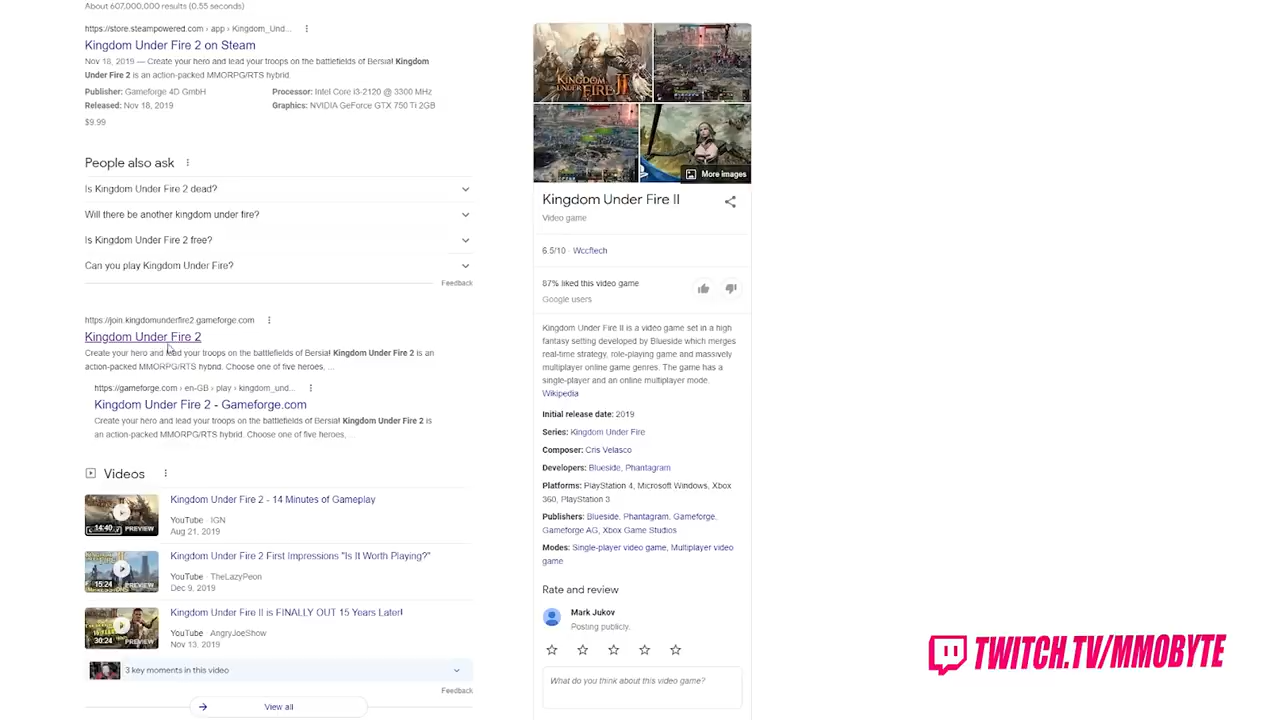 About 607,000,000 results (0.55 seconds)
https://store.steampowered.com › app › Kingdom_Und...
Kingdom Under Fire 2 on Steam
Nov 18, 2019 — Create your hero and lead your troops on the battlefields of Bersia! Kingdom
Under Fire 2 is an action-packed MMORPG/RTS hybrid.
Publisher: Gameforge 4D GmbH
Processor: Intel Core i3-2120 @ 3300 MHz
Released: Nov 18, 2019
Graphics: NVIDIA GeForce GTX 750 Ti 2GB
$9.99
People also ask
Is Kingdom Under Fire 2 dead?
Will there be another kingdom under fire?
Is Kingdom Under Fire 2 free?
Can you play Kingdom Under Fire?
Feedback
https://join.kingdomunderfire2.gameforge.com
Kingdom Under Fire 2
Create your hero and lead your troops on the battlefields of Bersia! Kingdom Under Fire 2 is an
action-packed MMORPG/RTS hybrid. Choose one of five heroes, ...
https://gameforge.com › en-GB › play › kingdom_und...
Kingdom Under Fire 2 - Gameforge.com
Create your hero and lead your troops on the battlefields of Bersia! Kingdom Under Fire 2 is
an action-packed MMORPG/RTS hybrid. Choose one of five heroes, ...
Videos
Kingdom Under Fire 2 - 14 Minutes of Gameplay
YouTube · IGN
Aug 21, 2019
14:40
PREVIEW
Kingdom Under Fire 2 First Impressions "Is It Worth Playing?"
YouTube · TheLazyPeon
Dec 9, 2019
15:24
PREVIEW
Kingdom Under Fire II is FINALLY OUT 15 Years Later!
YouTube · AngryJoeShow
Nov 13, 2019
30:24
PREVIEW
3 key moments in this video
Feedback
View all
KINGDOM
UNDER FIRE II
More images
Kingdom Under Fire II
Video game
6.5/10 · Wccftech
87% liked this video game
Google users
Kingdom Under Fire II is a video game set in a high
fantasy setting developed by Blueside which merges
real-time strategy, role-playing game and massively
multiplayer online game genres. The game has a
single-player and an online multiplayer mode.
Wikipedia
Initial release date: 2019
Series: Kingdom Under Fire
Composer: Cris Velasco
Developers: Blueside, Phantagram
Platforms: PlayStation 4, Microsoft Windows, Xbox
360, PlayStation 3
Publishers: Blueside, Phantagram, Gameforge,
Gameforge AG, Xbox Game Studios
Modes: Single-player video game, Multiplayer video
game
Rate and review
Mark Jukov
Posting publicly.
What do you think about this video game?
TWITCH.TV/MMOBYTE